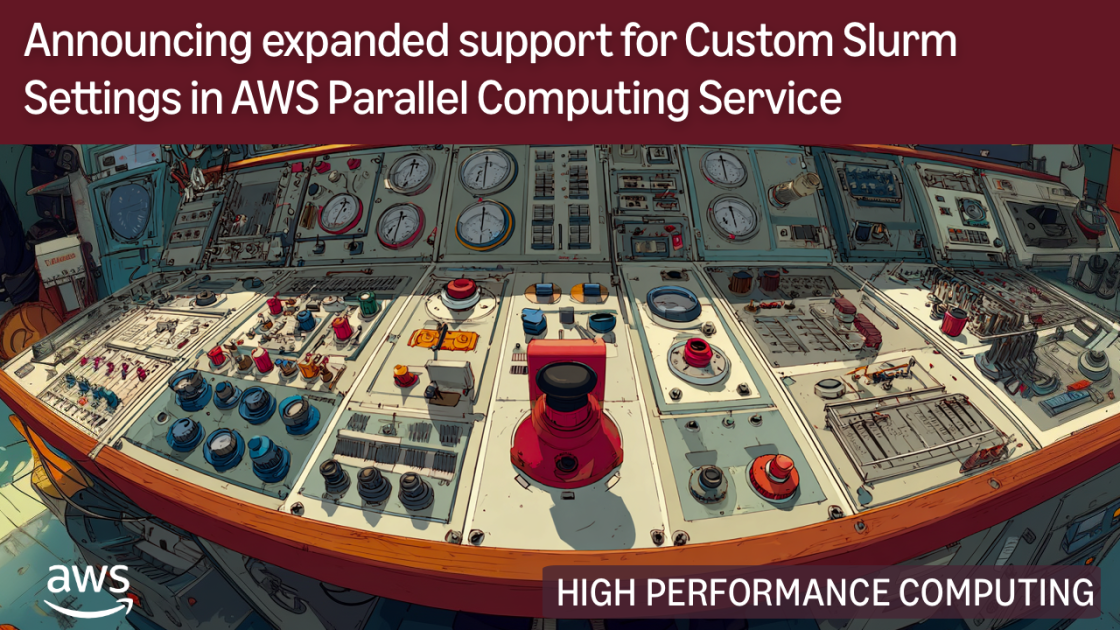 Announcing expanded support for Custom Slurm
Settings in AWS Parallel Computing Service
aws
HIGH PERFORMANCE COMPUTING